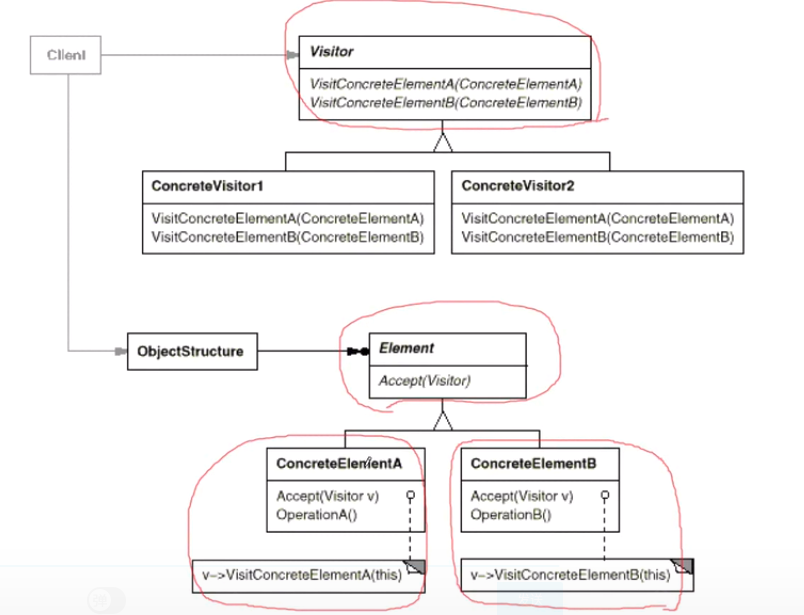 Client
Visitor
VisitConcreteElementA(ConcreteElementA)
VisitConcreteElementB(ConcreteElementB)
ConcreteVisitor1
VisitConcreteElementA(ConcreteElementA)
VisitConcreteElementB(ConcreteElementB)
ConcreteVisitor2
VisitConcreteElementA(ConcreteElementA)
VisitConcreteElementB(ConcreteElementB)
ObjectStructure
Element
Accept(Visitor)
ConcreteElementA
Accept(Visitor v)
OperationA()
v->VisitConcreteElementA(this)
ConcreteElementB
Accept(Visitor v)
OperationB()
v->VisitConcreteElementB(this)